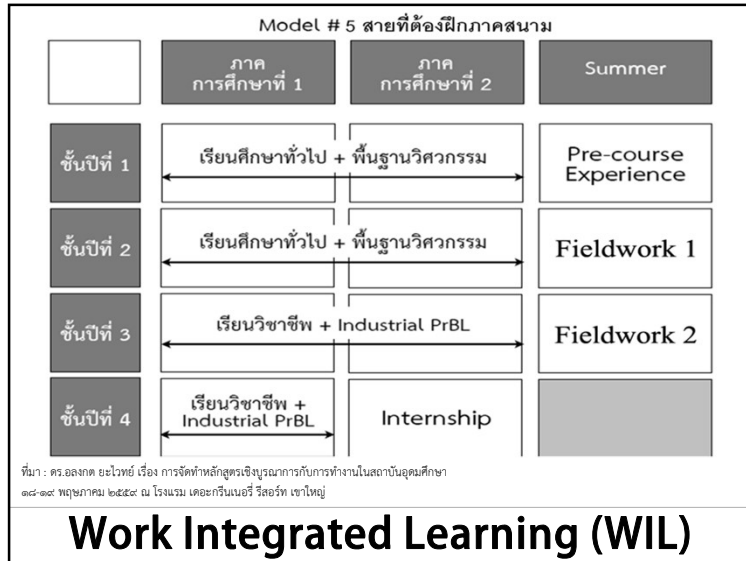 Model # 5 สายที่ต้องฝึกภาคสนาม
ภาค
การศึกษาที่ 1
ภาค
การศึกษาที่ 2
Summer
ชั้นปีที่ 1
เรียนศึกษาทั่วไป + พื้นฐานวิศวกรรม
Pre-course
Experience
ชั้นปีที่ 2
เรียนศึกษาทั่วไป + พื้นฐานวิศวกรรม
Fieldwork 1
ชั้นปีที่ 3
เรียนวิชาชีพ + Industrial PrBL
Fieldwork 2
ชั้นปีที่ 4
เรียนวิชาชีพ +
Industrial PrBL
Internship
ที่มา : ดร.อลงกต ยะไวทย์ เรื่อง การจัดทำหลักสูตรเชิงบูรณาการกับการทำงานในสถาบันอุดมศึกษา
๑๘-๑๙ พฤษภาคม ๒๕๕๙ ณ โรงแรม เดอะกรีนเนอรี่ รีสอร์ท เขาใหญ่
Work Integrated Learning (WIL)